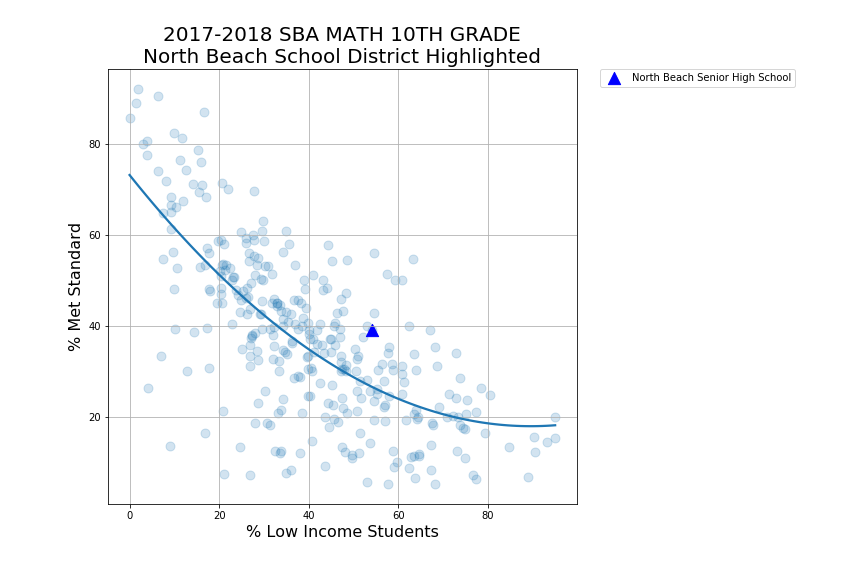 2017-2018 SBA MATH 10TH GRADE
North Beach School District Highlighted
North Beach Senior High School
% Met Standard
80
60
40
20
0
20
40
60
80
% Low Income Students